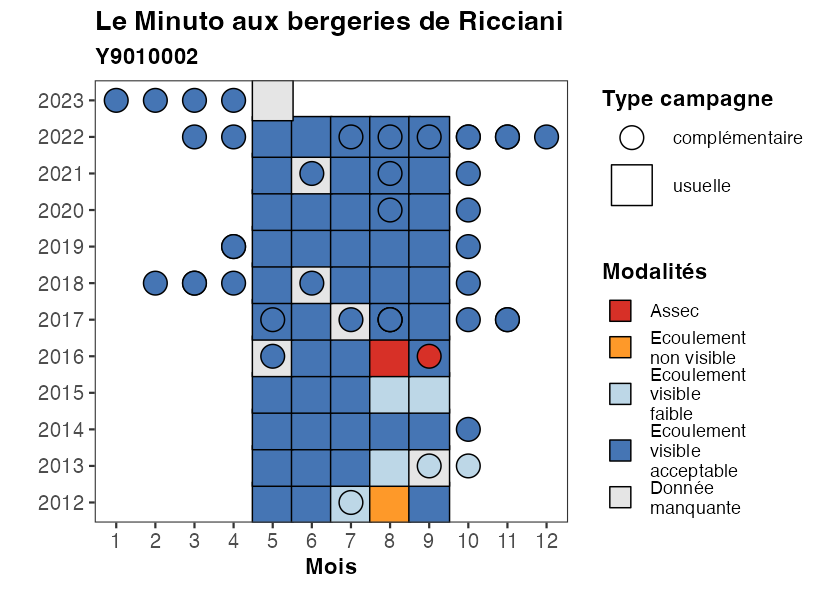 Le Minuto aux bergeries de Ricciani
Y9010002
2023
2022
2021
2020
2019
2018
2017
2016
2015
2014
2013
2012
1 2 3 4 5 6 7 8 9 10 11 12
Mois
Type campagne
complémentaire
usuelle
Modalités
Assec
Ecoulement
non visible
Ecoulement
visible
faible
Ecoulement
visible
acceptable
Donnée
manquante